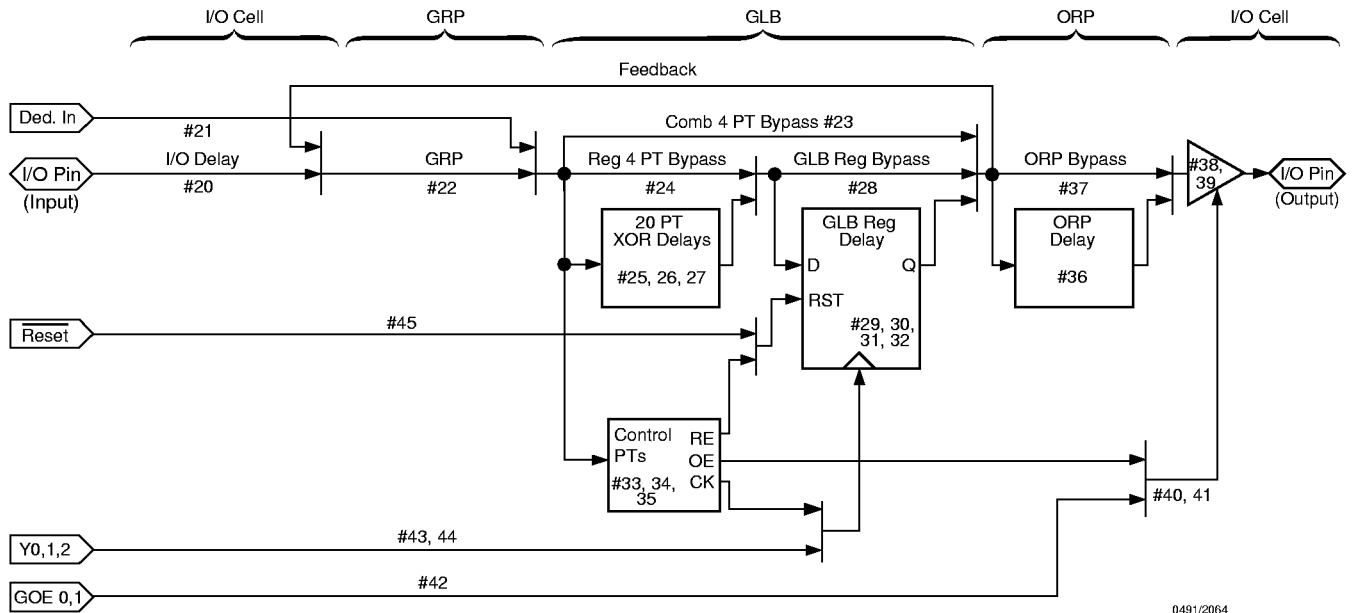 I/O Cell
GRP
GLB
ORP
I/O Cell
Feedback
Ded. In
#21
Comb 4 PT Bypass #23
I/O Pin
(Input)
I/O Delay
#20
GRP
#22
Reg 4 PT Bypass
#24
GLB Reg Bypass
#28
ORP Bypass
#37
#38,
39
I/O Pin
(Output)
20 PT
XOR Delays
#25, 26, 27
GLB Reg
Delay
D
Q
RST
#29, 30,
31, 32
ORP
Delay
#36
Reset
#45
Control
PTs
RE
OE
CK
#33, 34,
35
#40, 41
Y0,1,2
#43, 44
GOE 0,1
#42
0491/2064